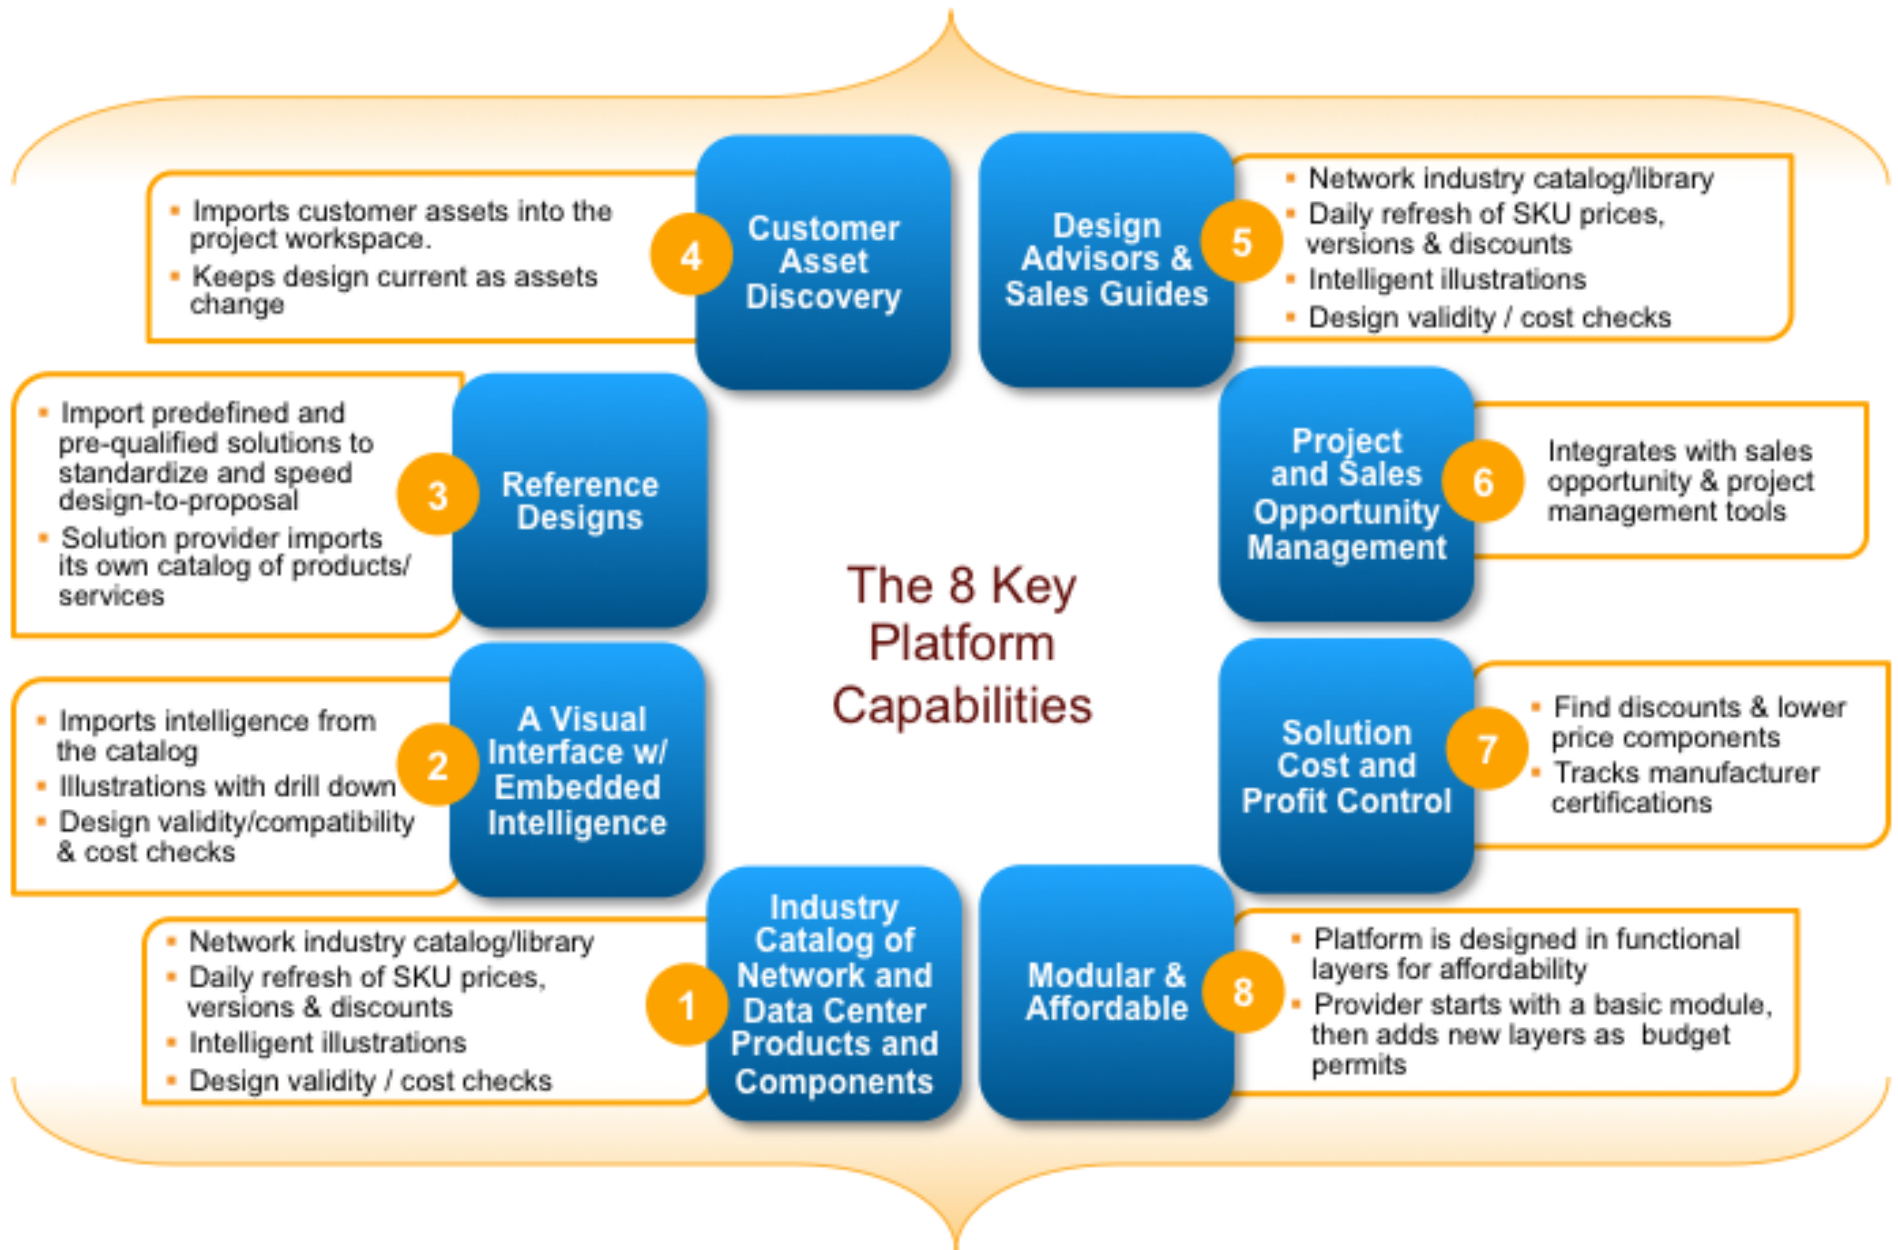 The 8 Key
Platform
Capabilities
1
Industry
Catalog of
Network and
Data Center
Products and
Components
▪ Network industry catalog/library
▪ Daily refresh of SKU prices,
versions & discounts
▪ Intelligent illustrations
▪ Design validity / cost checks
2
A Visual
Interface w/
Embedded
Intelligence
▪ Imports intelligence from
the catalog
▪ Illustrations with drill down
▪ Design validity/compatibility
& cost checks
3
Reference
Designs
▪ Import predefined and
pre-qualified solutions to
standardize and speed
design-to-proposal
▪ Solution provider imports
its own catalog of products/
services
4
Customer
Asset
Discovery
▪ Imports customer assets into the
project workspace.
▪ Keeps design current as assets
change
5
Design
Advisors &
Sales Guides
▪ Network industry catalog/library
▪ Daily refresh of SKU prices,
versions & discounts
▪ Intelligent illustrations
▪ Design validity / cost checks
6
Project
and Sales
Opportunity
Management
Integrates with sales
opportunity & project
management tools
7
Solution
Cost and
Profit Control
▪ Find discounts & lower
price components
▪ Tracks manufacturer
certifications
8
Modular &
Affordable
▪ Platform is designed in functional
layers for affordability
▪ Provider starts with a basic module,
then adds new layers as budget
permits